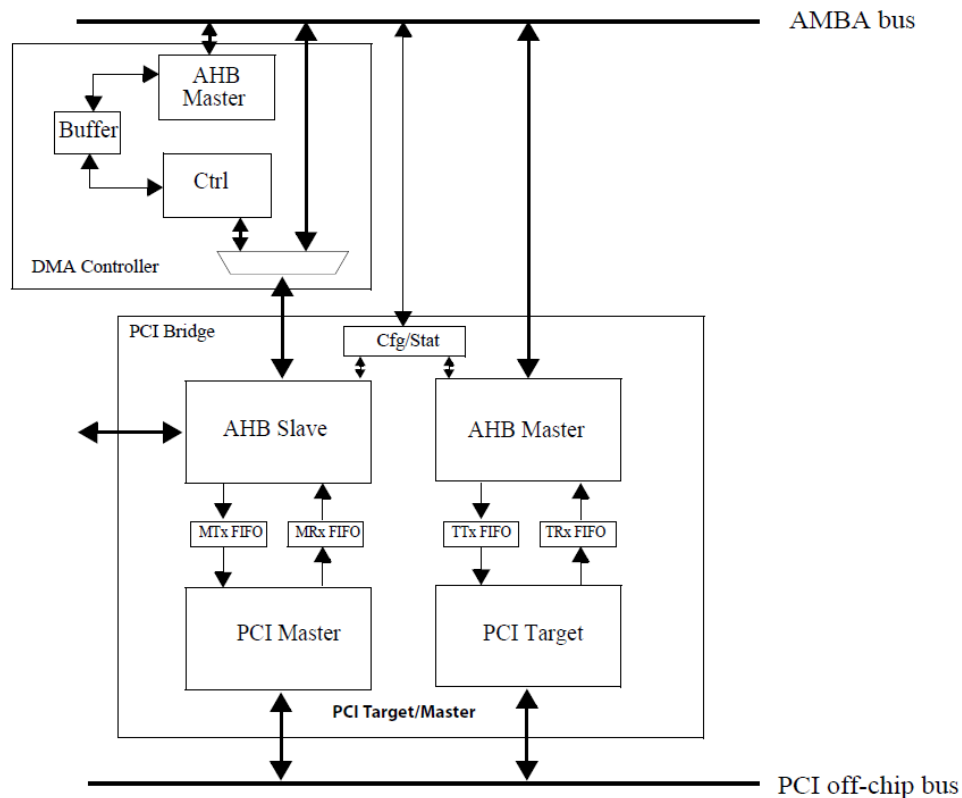 AMBA bus
AHB
Master
Buffer
Ctrl
DMA Controller
PCI Bridge
Cfg/Stat
AHB Slave
AHB Master
MTx FIFO
MRx FIFO
TTx FIFO
TRx FIFO
PCI Master
PCI Target
PCI Target/Master
PCI off-chip bus